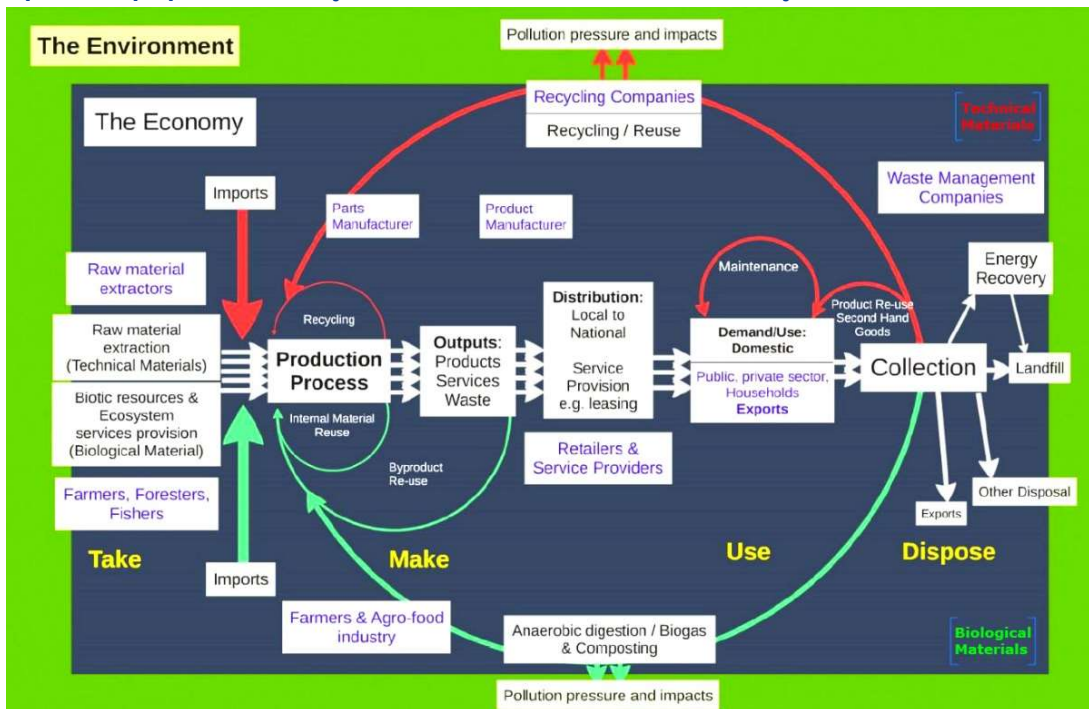 Pollution pressure and impacts
The Environment
Recycling Companies
Recycling / Reuse
The Economy
Technical
Materials
Imports
Waste Management
Companies
Parts
Manufacturer
Product
Manufacturer
Raw material
extractors
Maintenance
Energy
Recovery
Product Re-use
Second Hand
Goods
Distribution:
Local to
National
Service
Provision
e.g. leasing
Recycling
Raw material
extraction
(Technical Materials)
Production
Process
Outputs:
Products
Services
Waste
Demand/Use:
Domestic
Public, private sector,
Households
Exports
Collection
Landfill
Biotic resources &
Ecosystem
services provision
(Biological Material)
Internal Material
Reuse
Byproduct
Re-use
Retailers &
Service Providers
Farmers, Foresters,
Fishers
Exports
Other Disposal
Take
Make
Use
Dispose
Imports
Farmers & Agro-food
industry
Anaerobic digestion / Biogas
& Composting
Biological
Materials
Pollution pressure and impacts